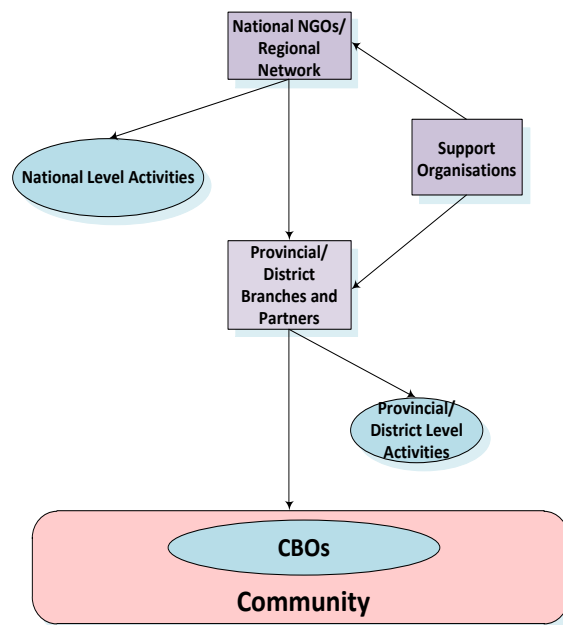 National NGOs/
Regional
Network
National Level Activities
Support
Organisations
Provincial/
District
Branches and
Partners
Provincial/
District Level
Activities
CBOs
Community